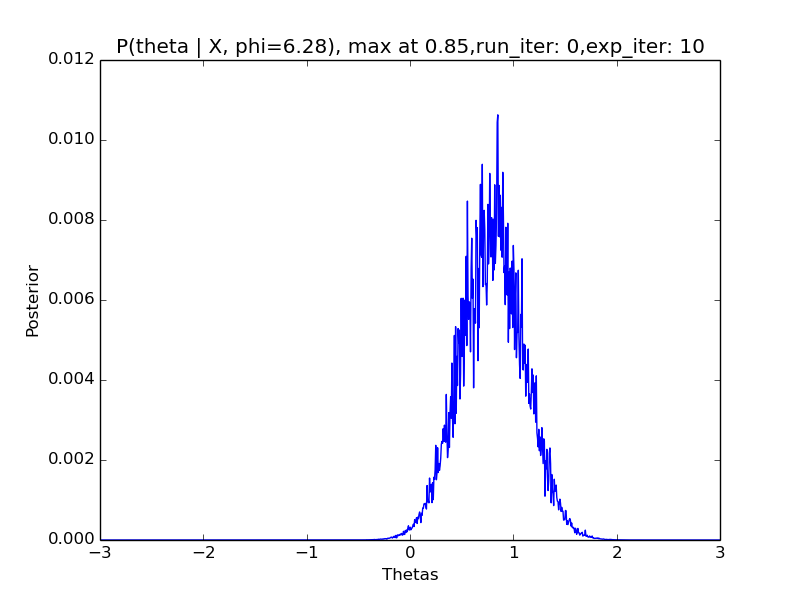 P(theta | X, phi=6.28), max at 0.85,run_iter: 0,exp_iter: 10
0.012
0.010
0.008
0.006
0.004
0.002
0.000
Posterior
−3 −2 −1 0 1 2 3
Thetas